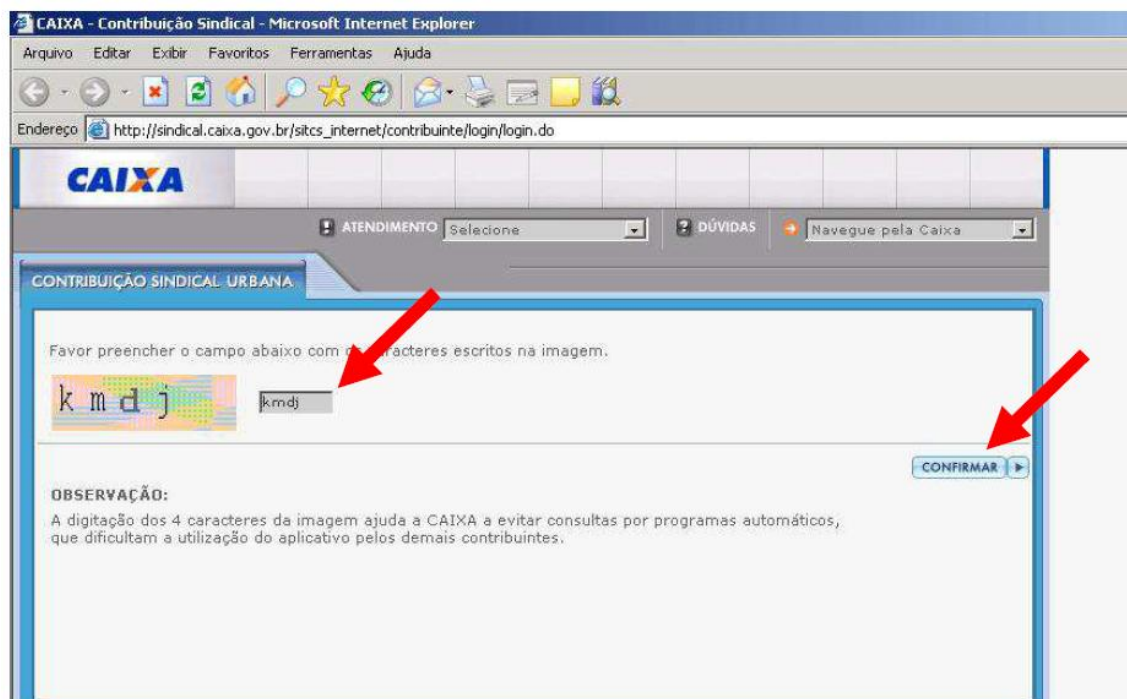 CAIXA - Contribuição Sindical - Microsoft Internet Explorer
Arquivo Editar Exibir Favoritos Ferramentas Ajuda
Endereço http://sindical.caixa.gov.br/sitcs_internet/contribuinte/login/login.do
CAIXA
ATENDIMENTO Selecione DÚVIDAS Navegue pela Caixa
CONTRIBUIÇÃO SINDICAL URBANA
Favor preencher o campo abaixo com os caracteres escritos na imagem.
k m d j kmdj
CONFIRMAR
OBSERVAÇÃO:
A digitação dos 4 caracteres da imagem ajuda a CAIXA a evitar consultas por programas automáticos,
que dificultam a utilização do aplicativo pelos demais contribuintes.